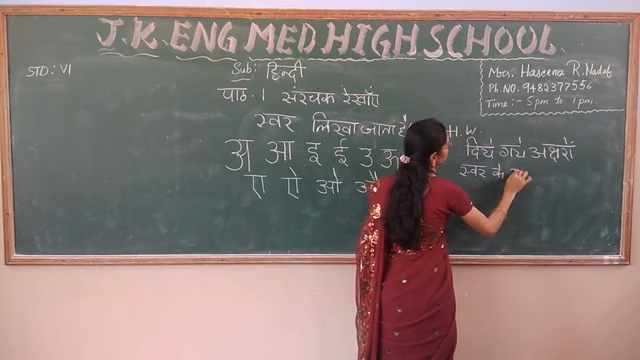 J.K. ENG MED HIGH SCHOOL
STD: VI
Sub: हिन्दी
Mrs. Haseena R. Nadaf
Ph.NO. 9482377556
Time:- 5pm to 1pm
पाठ. 1 संरचक रेखाएँ
स्वर लिखा जाता है
H.W.
अ आ इ ई उ ऊ
दिये गये अक्षरों
ए ऐ ओ औ
स्वर के